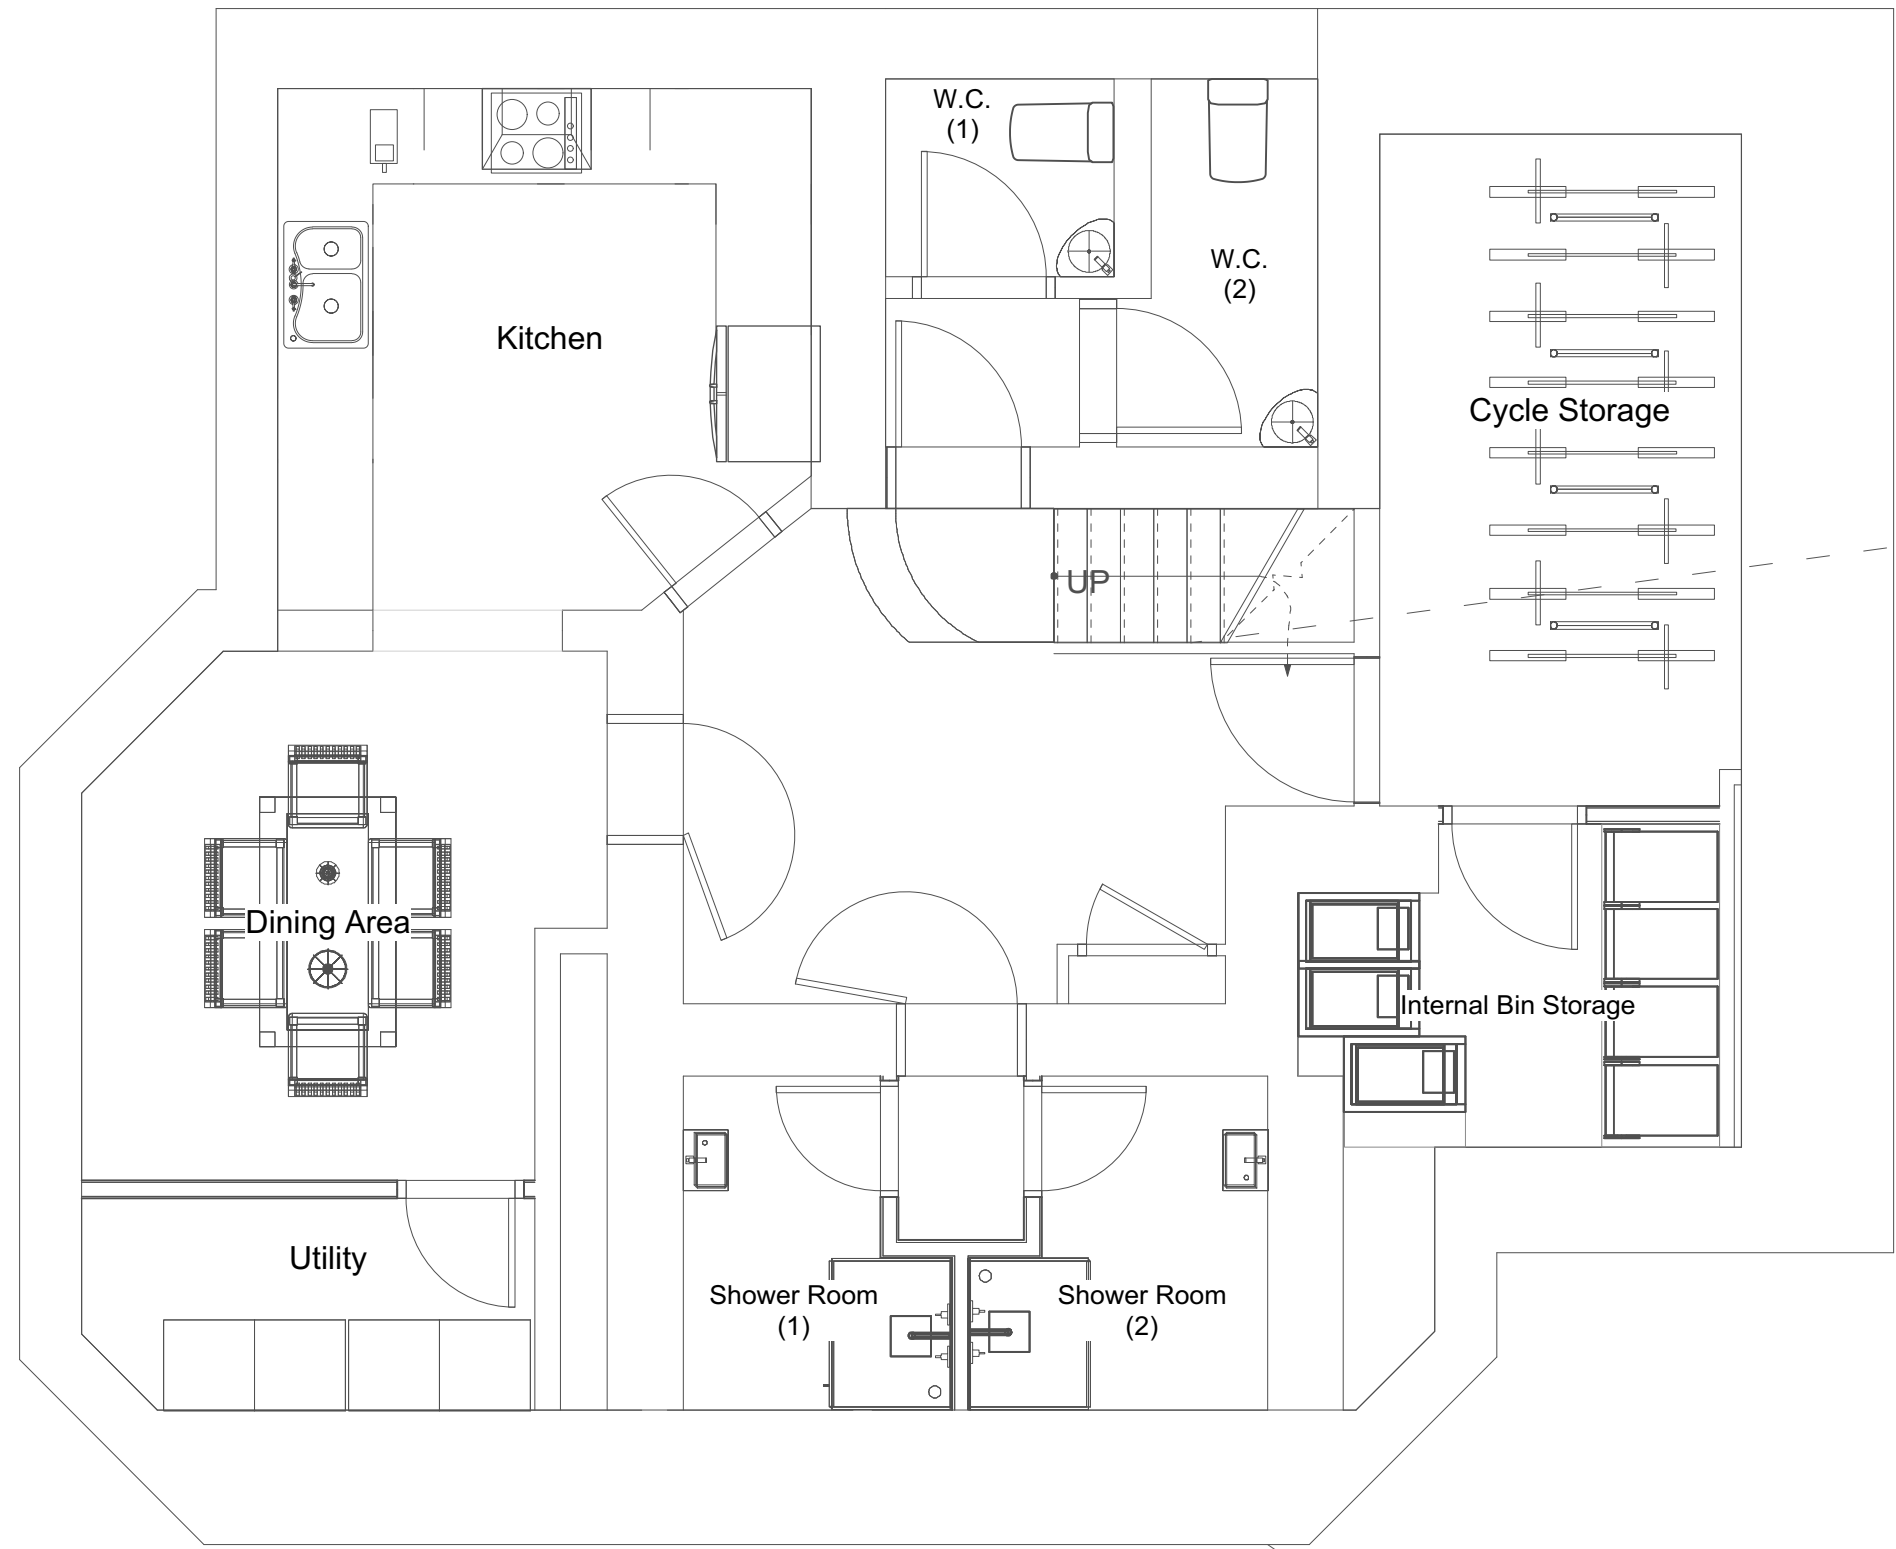 W.C.
(1)
W.C.
(2)
Kitchen
Cycle Storage
UP
Dining Area
Internal Bin Storage
Utility
Shower Room
(1)
Shower Room
(2)